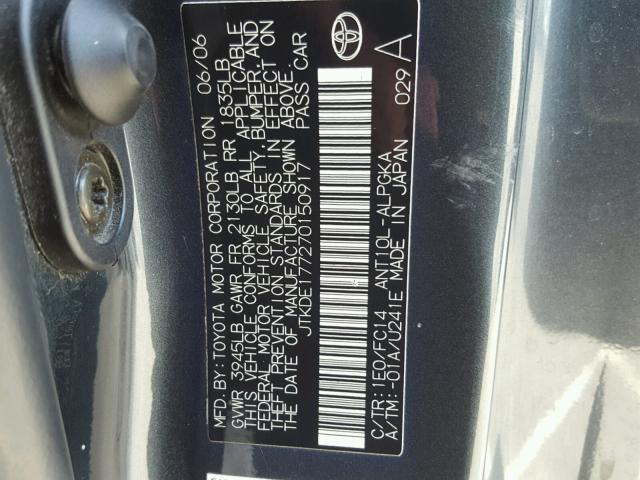 MFD. BY: TOYOTA MOTOR CORPORATION 06/06
GVWR 3945LB GAWR FR 2130LB RR 1835LB
THIS VEHICLE CONFORMS TO ALL APPLICABLE
FEDERAL MOTOR VEHICLE SAFETY, BUMPER, AND
THEFT PREVENTION STANDARDS IN EFFECT ON
THE DATE OF MANUFACTURE SHOWN ABOVE.
JTKDE177270150917 PASS CAR
C/TR: 1E0/FC14 ANT10L-ALPGKA
A/TM: -01A/U241E MADE IN JAPAN 029 A